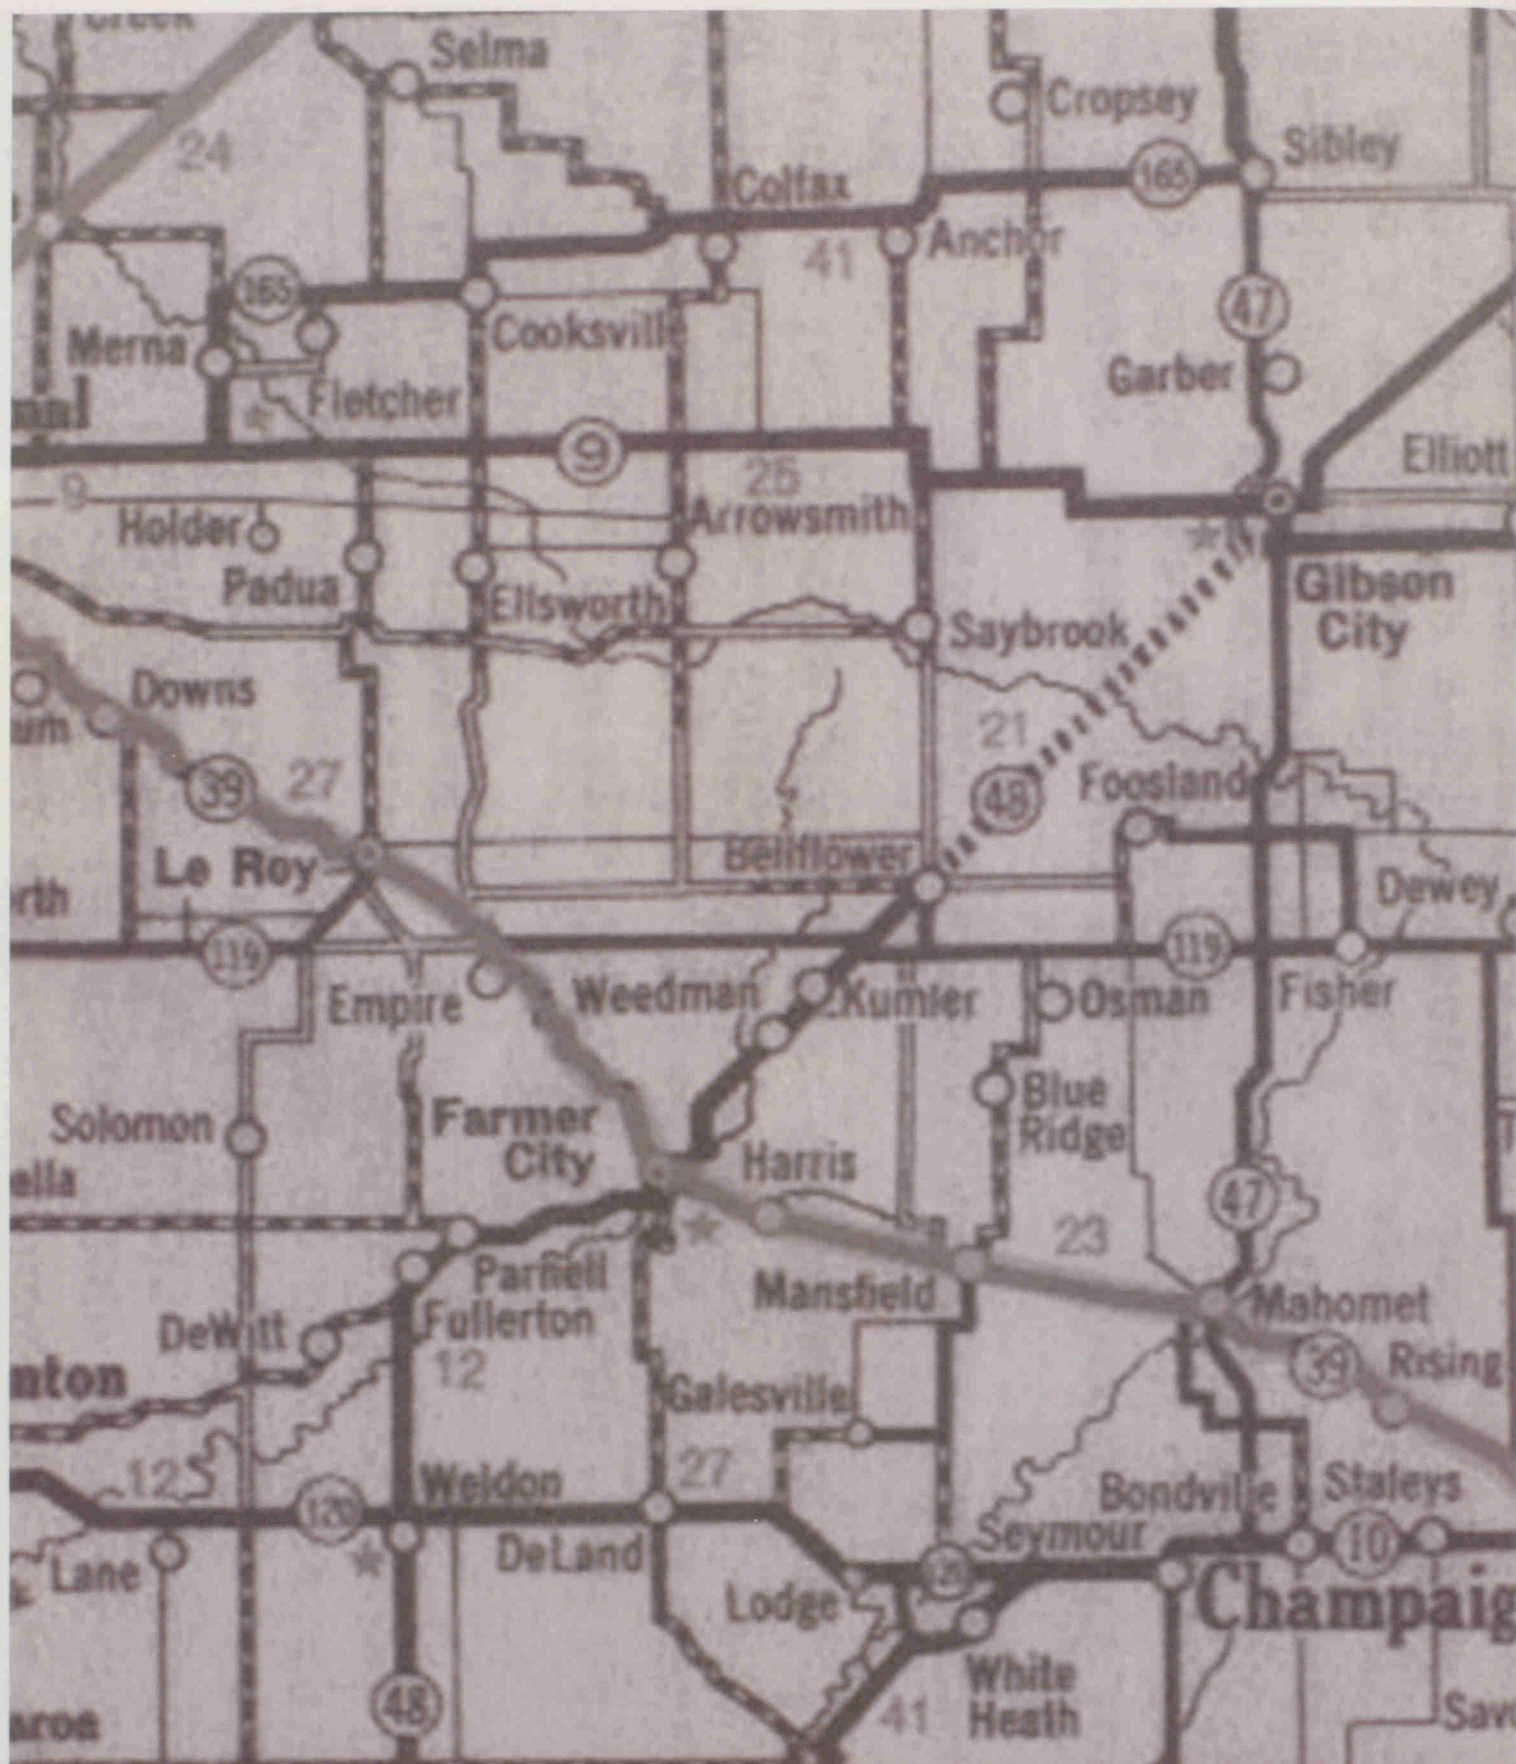 Creek
Selma
Cropsey
24
Sibley
165
Colfax
41
Anchor
165
47
Merna
Cooksville
Garber
Fletcher
9
Elliott
25
9
Holder
Arrowsmith
Padua
Ellsworth
Gibson
City
Saybrook
Downs
21
39
27
48
Foosland
Le Roy
Bellflower
Dewey
119
119
Empire
Weedman
Kumler
Osman
Fisher
Solomon
Farmer
City
Blue
Ridge
Harris
47
23
Parnell
Mansfield
Mahomet
DeWitt
Fullerton
39
Rising
12
Galesville
12
27
Weldon
Bondville
Staleys
120
DeLand
Seymour
10
Lane
Lodge
Champaig
White
Heath
48
41